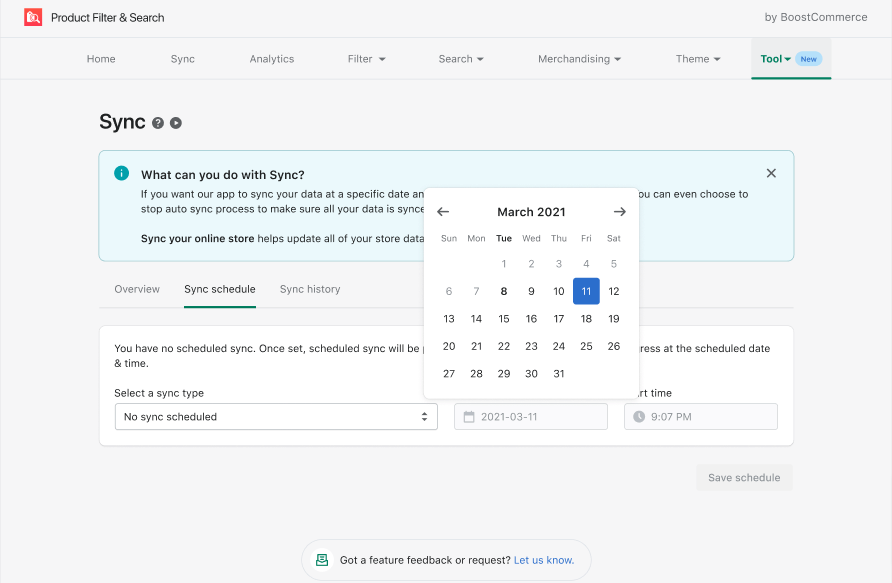 Product Filter & Search
by BoostCommerce
Home Sync Analytics Filter Search Merchandising Theme Tool New
Sync
What can you do with Sync?
If you want our app to sync your data at a specific date an ou can even choose to
stop auto sync process to make sure all your data is synce
Sync your online store helps update all of your store data
March 2021
Sun Mon Tue Wed Thu Fri Sat
1 2 3 4 5
6 7 8 9 10 11 12
13 14 15 16 17 18 19
20 21 22 23 24 25 26
27 28 29 30 31
Overview Sync schedule Sync history
You have no scheduled sync. Once set, scheduled sync will be ress at the scheduled date
& time.
Select a sync type rt time
No sync scheduled 2021-03-11 9:07 PM
Save schedule
Got a feature feedback or request? Let us know.